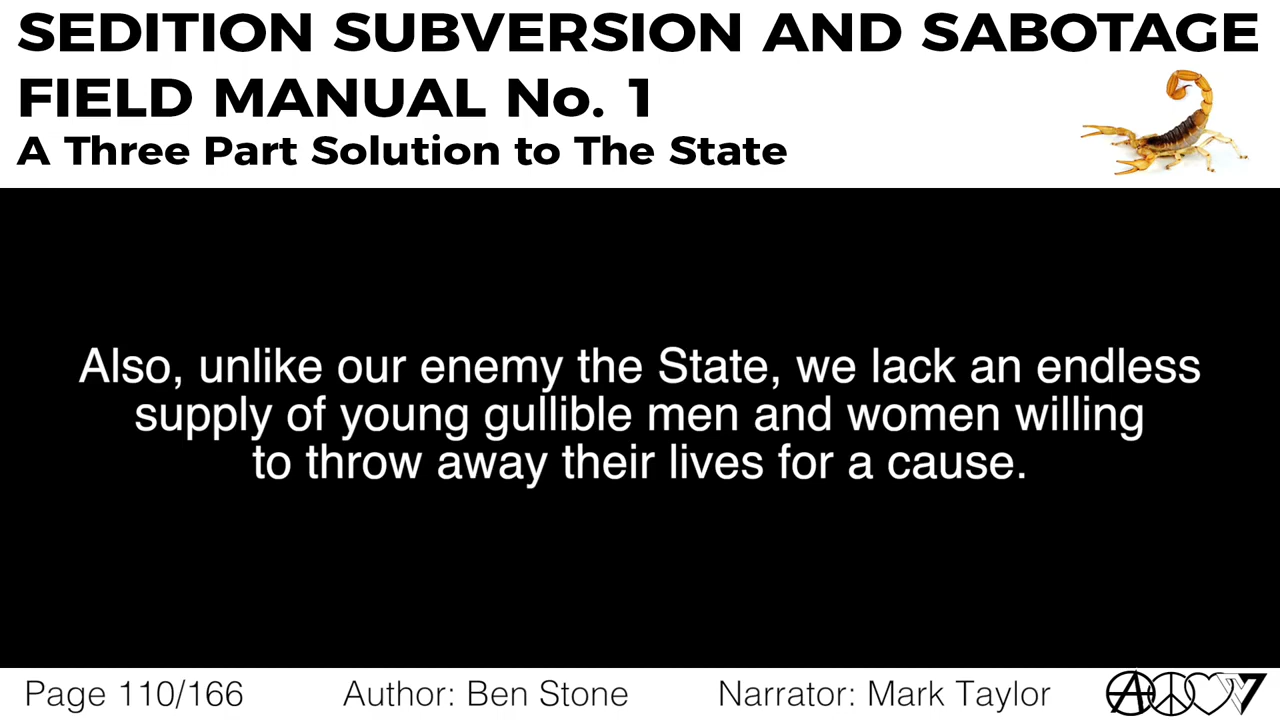 SEDITION SUBVERSION AND SABOTAGE
FIELD MANUAL No. 1
A Three Part Solution to The State
Also, unlike our enemy the State, we lack an endless
supply of young gullible men and women willing
to throw away their lives for a cause.
Page 110/166 Author: Ben Stone Narrator: Mark Taylor